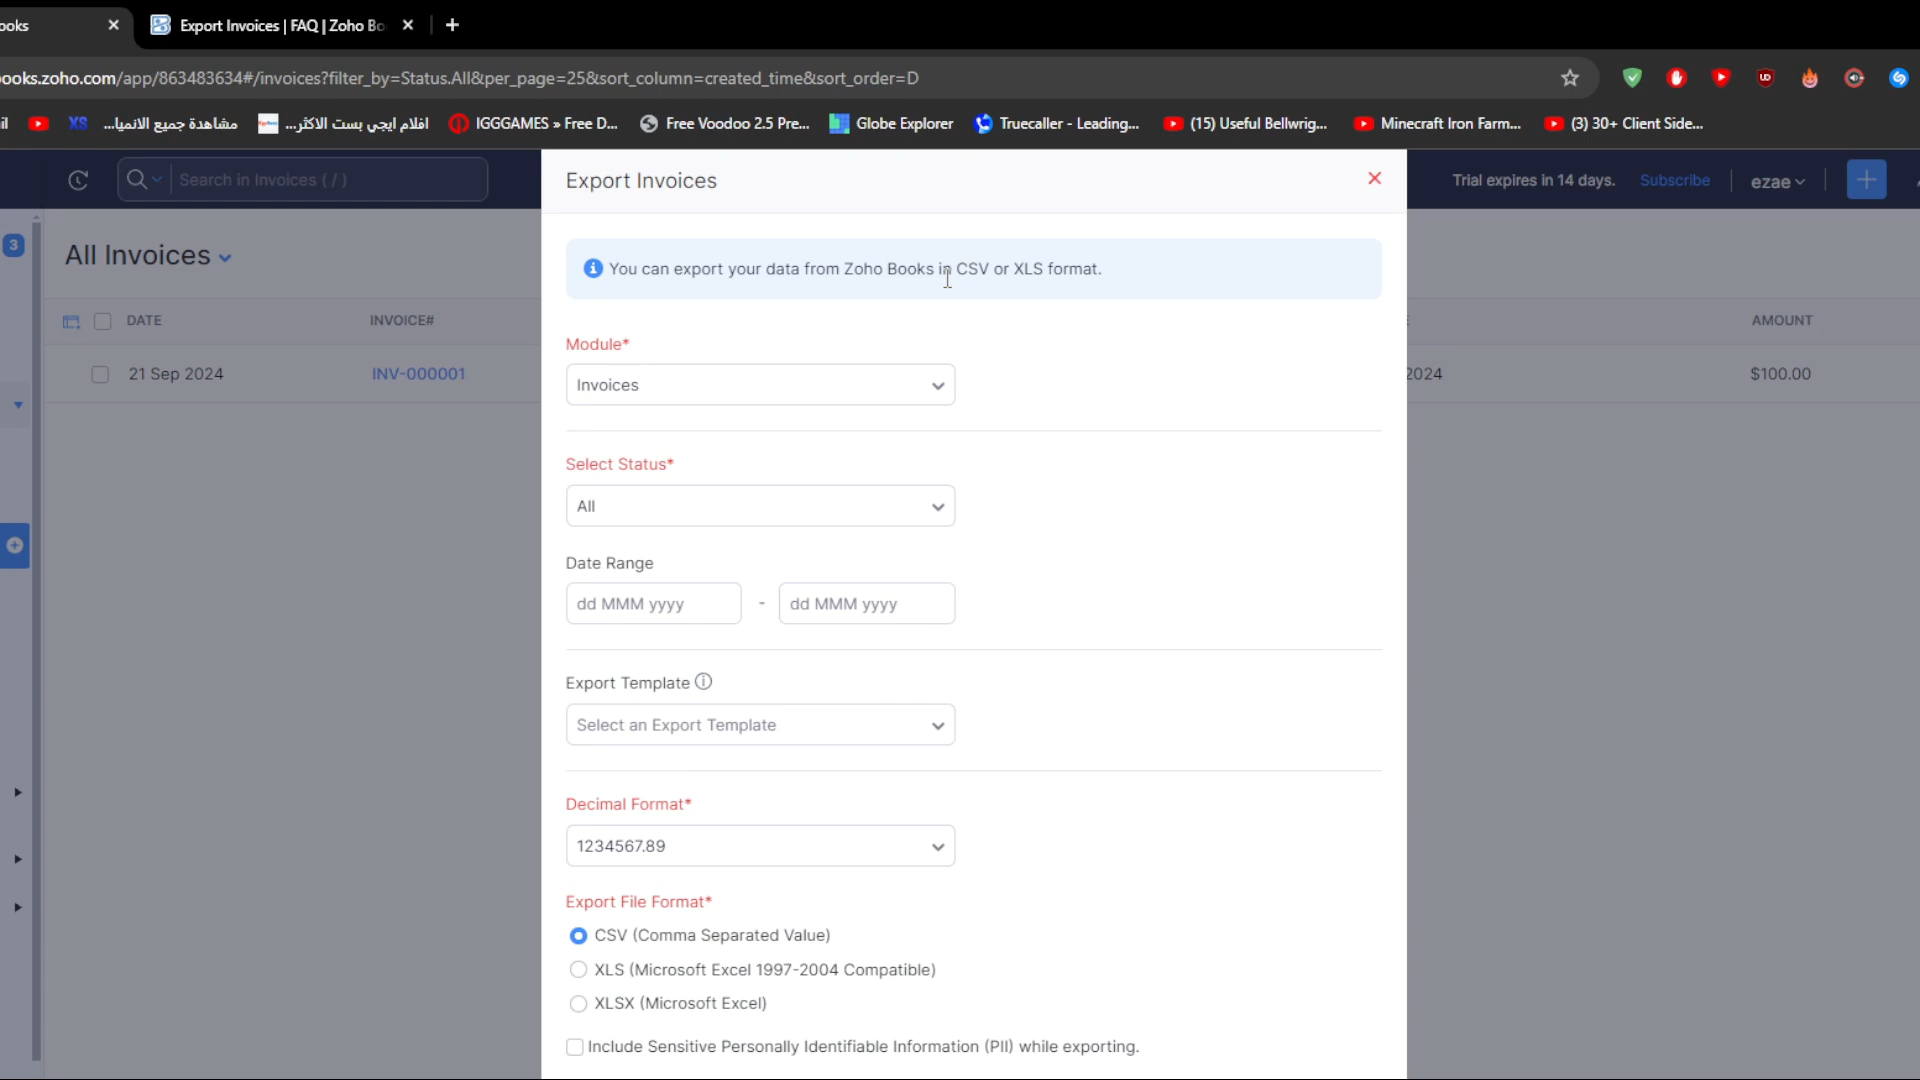 ooks
Export Invoices | FAQ | Zoho Bo
ooks.zoho.com/app/863483634#/invoices?filter_by=Status.All&per_page=25&sort_column=created_time&sort_order=D
il
XS
مشاهدة جميع الانميا...
افلام ايجي بست الاكثر...
IGGGAMES » Free D...
Free Voodoo 2.5 Pre...
Globe Explorer
Truecaller - Leading...
(15) Useful Bellwrig...
Minecraft Iron Farm...
(3) 30+ Client Side...
Search in Invoices ( / )
Export Invoices
Trial expires in 14 days.
Subscribe
ezae
3
All Invoices
You can export your data from Zoho Books in CSV or XLS format.
DATE
INVOICE#
AMOUNT
21 Sep 2024
INV-000001
2024
$100.00
Module*
Invoices
Select Status*
All
Date Range
dd MMM yyyy - dd MMM yyyy
Export Template
Select an Export Template
Decimal Format*
1234567.89
Export File Format*
CSV (Comma Separated Value)
XLS (Microsoft Excel 1997-2004 Compatible)
XLSX (Microsoft Excel)
Include Sensitive Personally Identifiable Information (PII) while exporting.